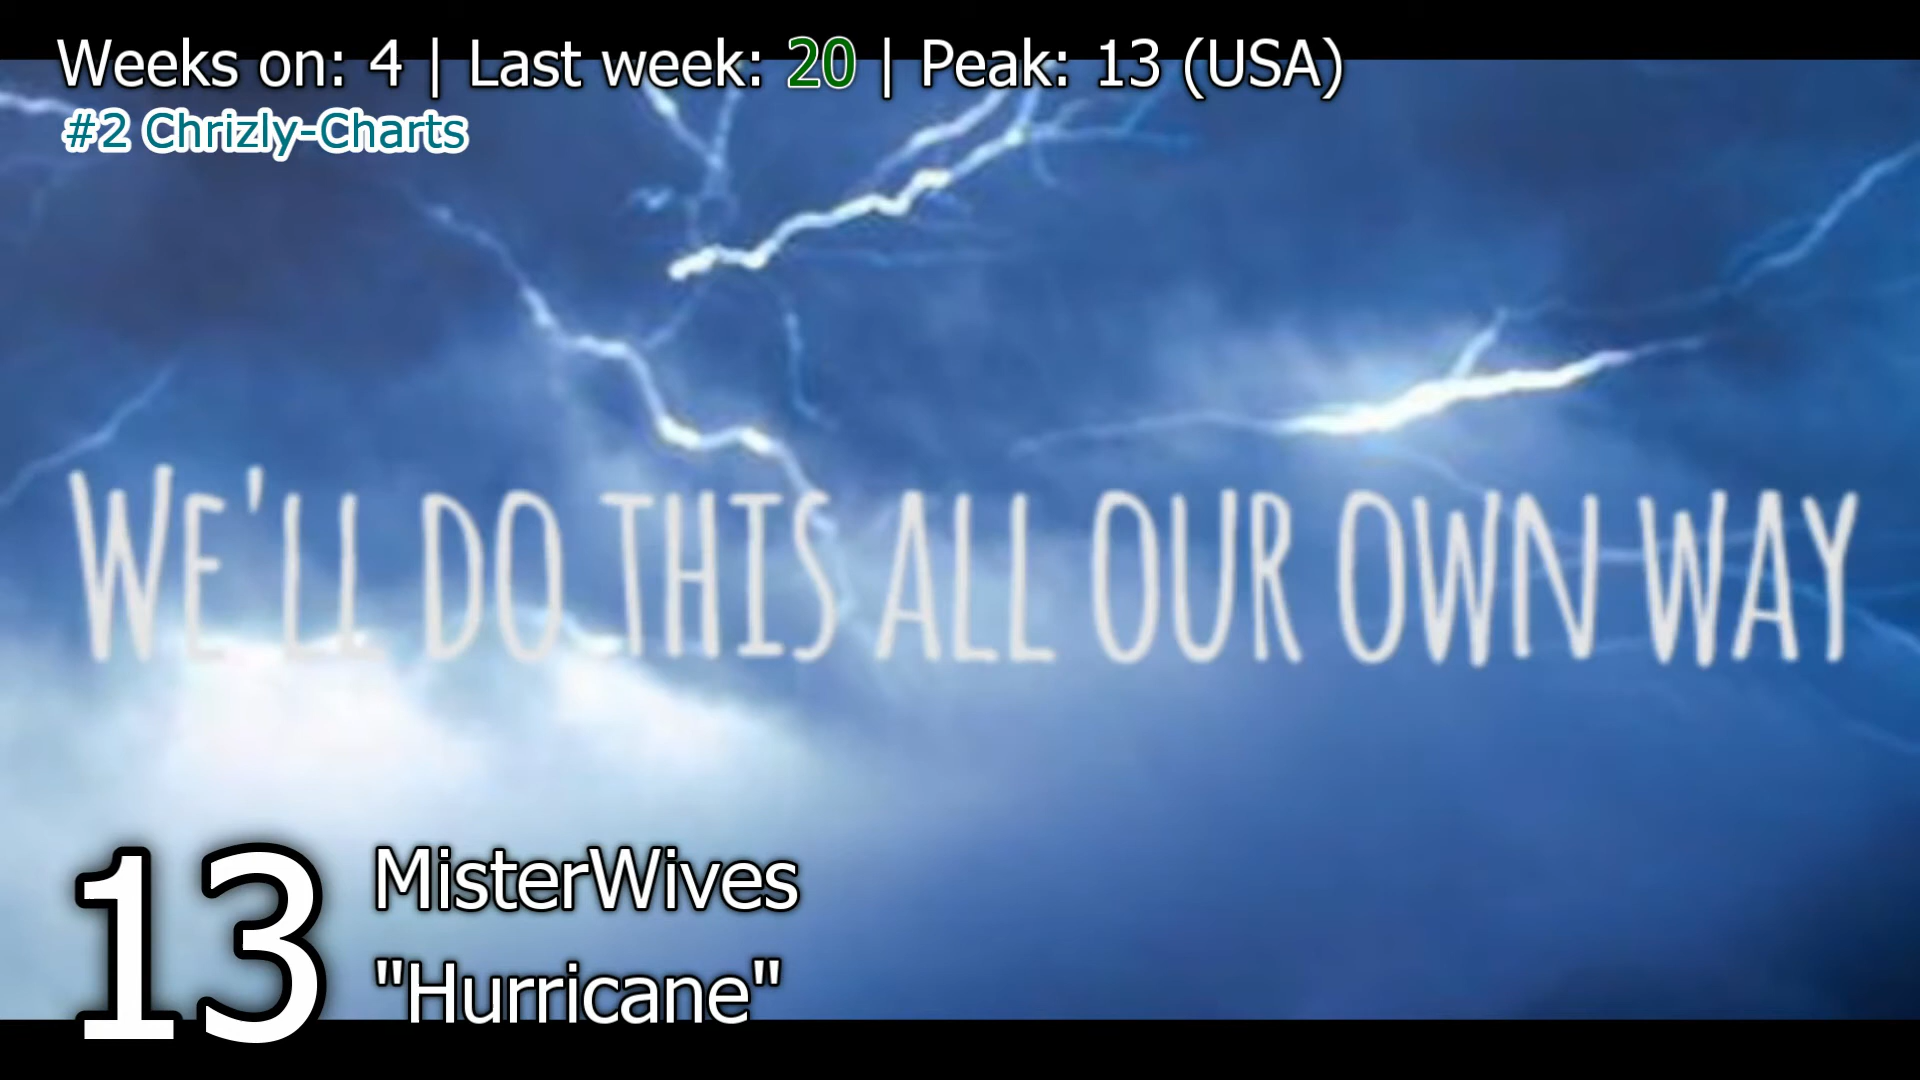 Weeks on: 4 | Last week: 20 | Peak: 13 (USA)
#2 Chrizly-Charts
WE'LL DO THIS ALL OUR OWN WAY
13
MisterWives
"Hurricane"